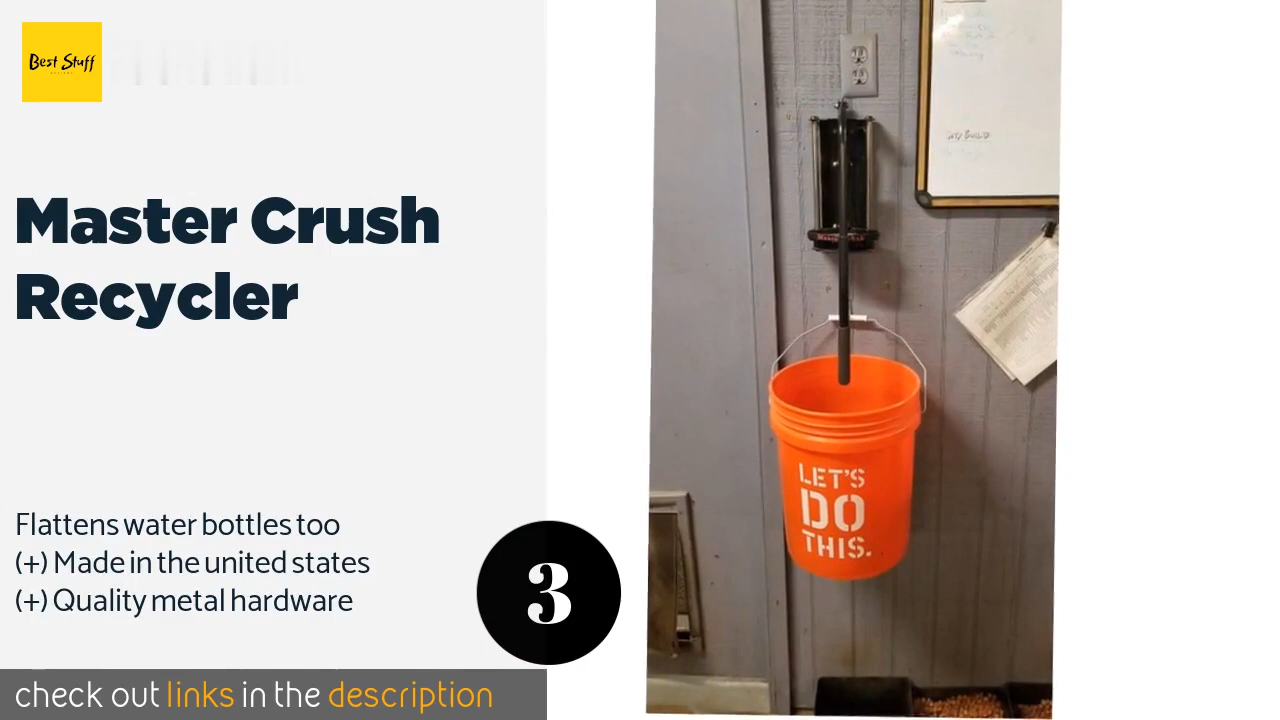 Best Stuff
Master Crush
Recycler
Flattens water bottles too
(+) Made in the united states
(+) Quality metal hardware
3
check out links in the description
LET'S
DO
THIS.